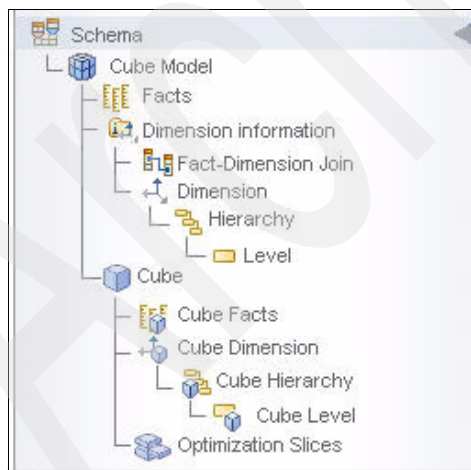 Schema
Cube Model
Facts
Dimension information
Fact-Dimension Join
Dimension
Hierarchy
Level
Cube
Cube Facts
Cube Dimension
Cube Hierarchy
Cube Level
Optimization Slices